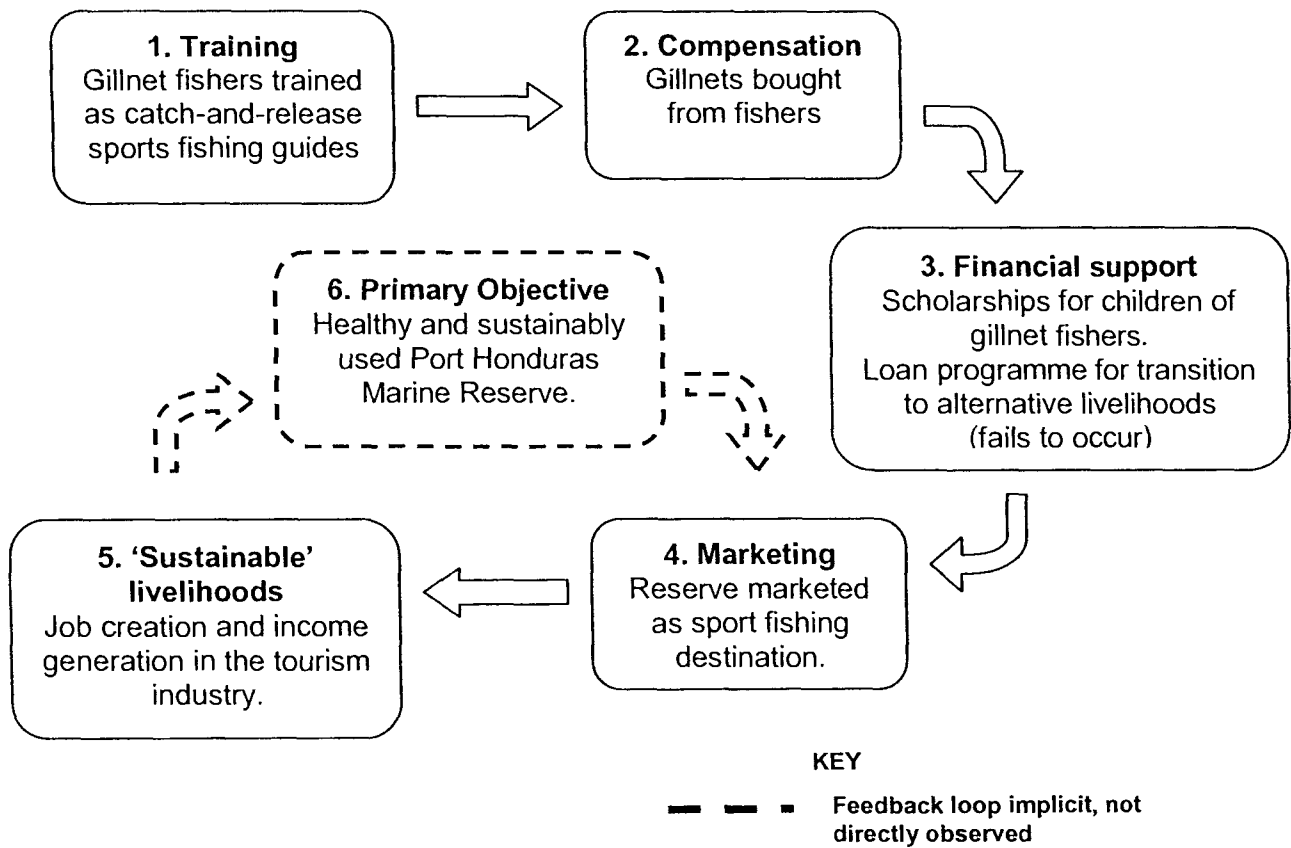 1. Training
Gillnet fishers trained
as catch-and-release
sports fishing guides
2. Compensation
Gillnets bought
from fishers
3. Financial support
Scholarships for children of
gillnet fishers.
Loan programme for transition
to alternative livelihoods
(fails to occur)
6. Primary Objective
Healthy and sustainably
used Port Honduras
Marine Reserve.
4. Marketing
Reserve marketed
as sport fishing
destination.
5. ‘Sustainable’
livelihoods
Job creation and income
generation in the tourism
industry.
KEY
Feedback loop implicit, not
directly observed